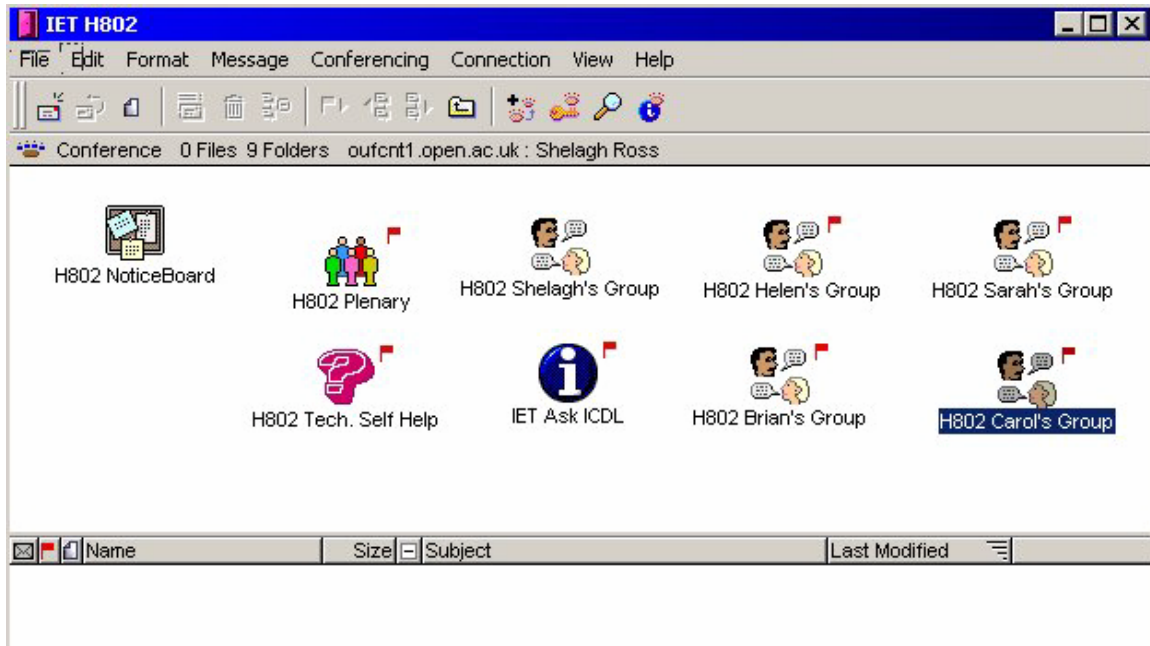 IET H802
File Edit Format Message Conferencing Connection View Help
Conference 0 Files 9 Folders oufcnt1.open.ac.uk : Shelagh Ross
H802 NoticeBoard
H802 Plenary
H802 Shelagh's Group
H802 Helen's Group
H802 Sarah's Group
H802 Tech. Self Help
IET Ask ICDL
H802 Brian's Group
H802 Carol's Group
Name Size Subject Last Modified